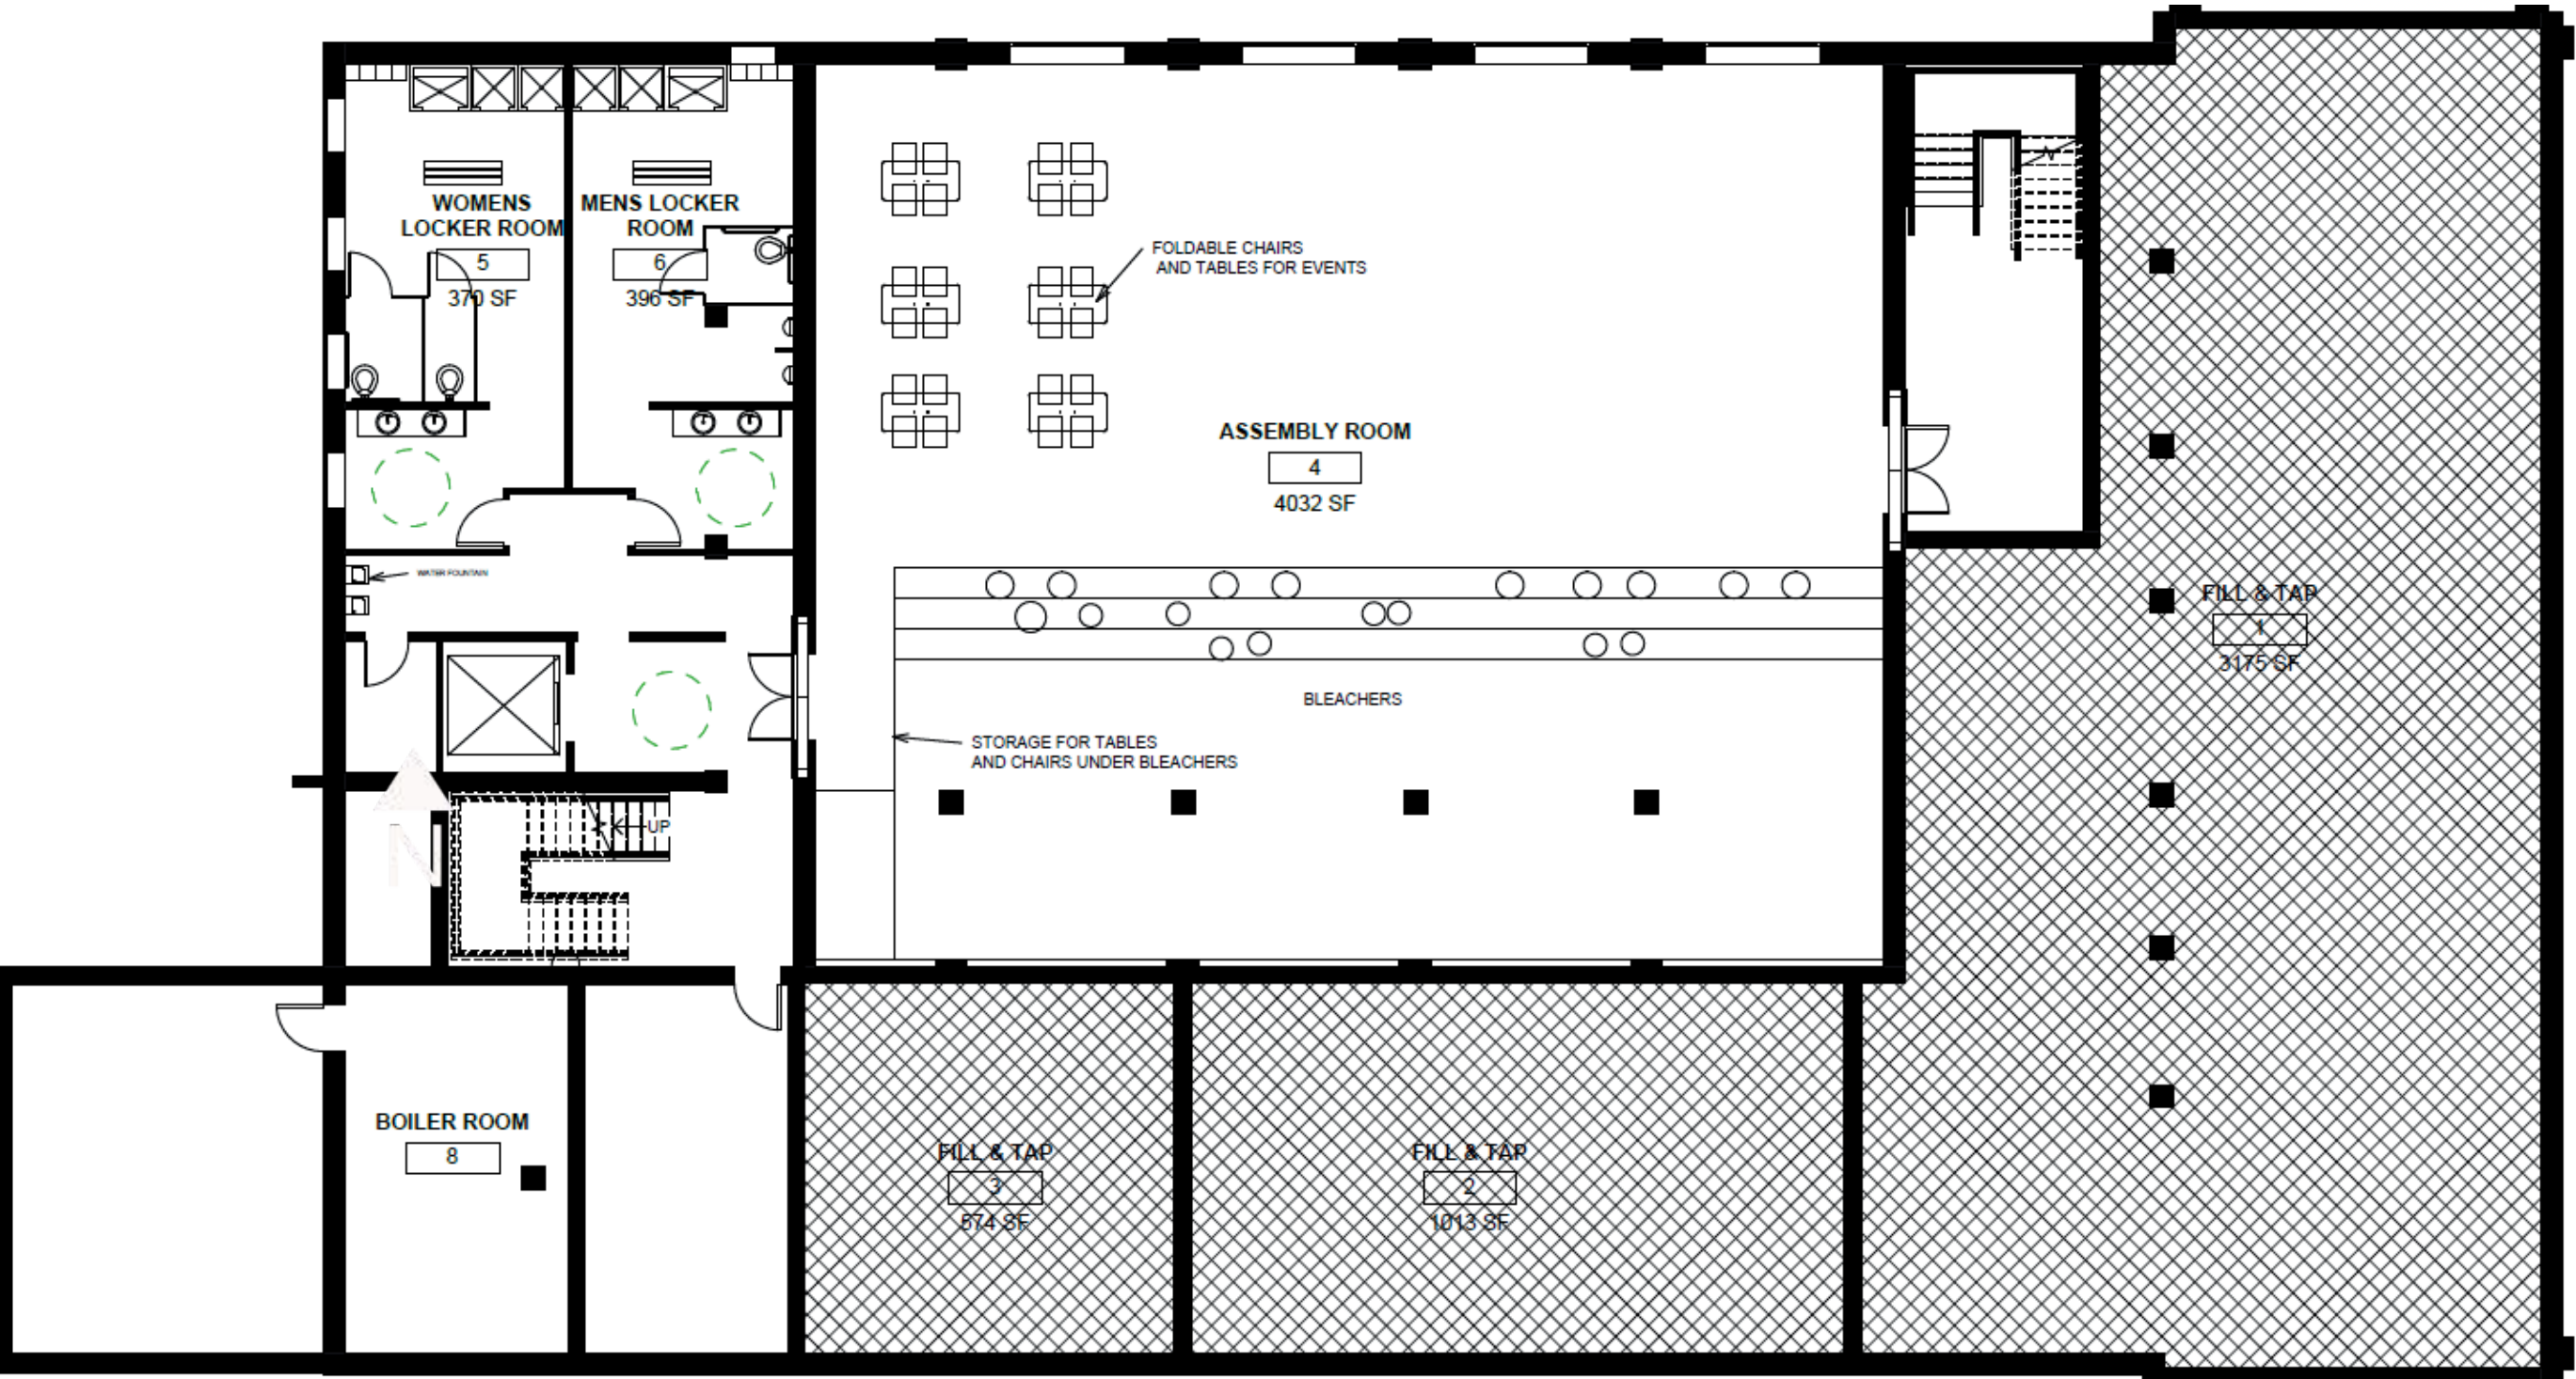 WOMENS
LOCKER ROOM
5
370 SF
MENS LOCKER
ROOM
6
396 SF
FOLDABLE CHAIRS
AND TABLES FOR EVENTS
ASSEMBLY ROOM
4
4032 SF
WATER FOUNTAIN
FILL & TAP
1
3175 SF
BLEACHERS
STORAGE FOR TABLES
AND CHAIRS UNDER BLEACHERS
UP
N
BOILER ROOM
8
FILL & TAP
3
574 SF
FILL & TAP
2
1013 SF